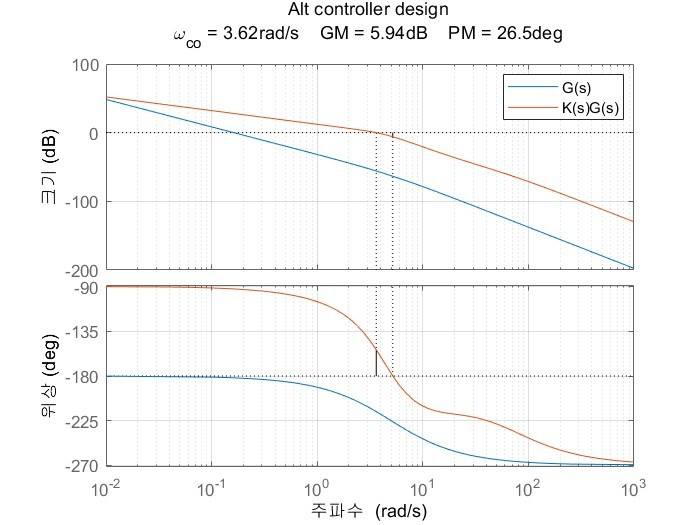 Alt controller design
ω_co = 3.62rad/s GM = 5.94dB PM = 26.5deg
100
0
-100
-200
크기 (dB)
G(s)
K(s)G(s)
-90
-135
-180
-225
-270
위상 (deg)
10^-2 10^-1 10^0 10^1 10^2 10^3
주파수 (rad/s)